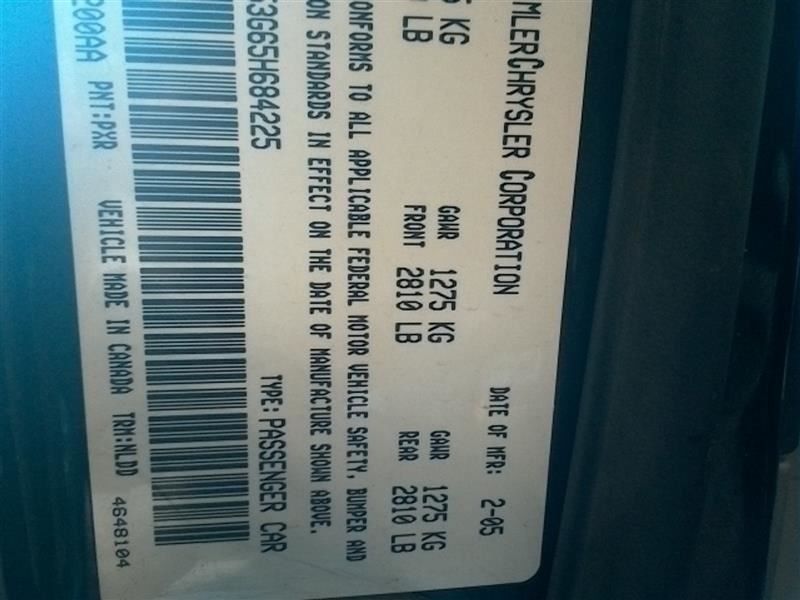 MLERCHRYSLER CORPORATION DATE OF MFR: 2-05
GAWR 1275 KG GAWR 1275 KG
KG
LB FRONT 2810 LB REAR 2810 LB
ONFORMS TO ALL APPLICABLE FEDERAL MOTOR VEHICLE SAFETY, BUMPER AND
ON STANDARDS IN EFFECT ON THE DATE OF MANUFACTURE SHOWN ABOVE.
3G65H684225 TYPE: PASSENGER CAR
200AA PNT:PXR VEHICLE MADE IN CANADA TRM:NLDD
4648104